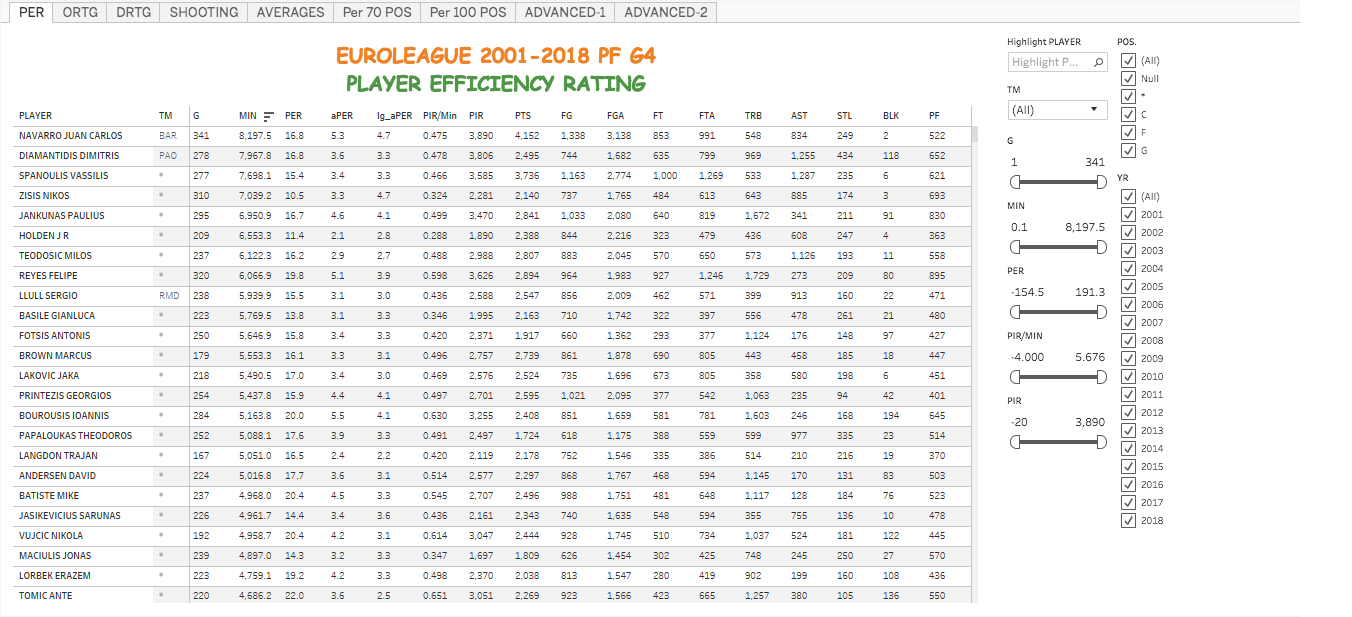 PER ORTG DRTG SHOOTING AVERAGES Per 70 POS Per 100 POS ADVANCED-1 ADVANCED-2
EUROLEAGUE 2001-2018 PF G4
PLAYER EFFICIENCY RATING
PLAYER TM G MIN PER aPER lg_aPER PIR/Min PIR PTS FG FGA FT FTA TRB AST STL BLK PF
NAVARRO JUAN CARLOS BAR 341 8,197.5 16.8 5.3 4.7 0.475 3,890 4,152 1,338 3,138 853 991 548 834 249 2 522
DIAMANTIDIS DIMITRIS PAO 278 7,967.8 16.8 3.6 3.3 0.478 3,806 2,495 744 1,682 635 799 969 1,255 434 118 652
SPANOULIS VASSILIS * 277 7,698.1 15.4 3.4 3.3 0.466 3,585 3,736 1,163 2,774 1,000 1,269 533 1,287 235 6 621
ZISIS NIKOS * 310 7,039.2 10.5 3.3 4.7 0.324 2,281 2,140 737 1,765 484 613 643 885 174 3 693
JANKUNAS PAULIUS * 295 6,950.9 16.7 4.6 4.1 0.499 3,470 2,841 1,033 2,080 640 819 1,672 341 211 91 830
HOLDEN J R * 209 6,553.3 11.4 2.1 2.8 0.288 1,890 2,388 844 2,216 323 479 436 608 247 4 363
TEODOSIC MILOS * 237 6,122.3 16.2 2.9 2.7 0.488 2,988 2,807 883 2,045 570 650 573 1,126 193 11 558
REYES FELIPE * 320 6,066.9 19.8 5.1 3.9 0.598 3,626 2,894 964 1,983 927 1,246 1,729 273 209 80 895
LLULL SERGIO RMD 238 5,939.9 15.5 3.1 3.0 0.436 2,588 2,547 856 2,009 462 571 399 913 160 22 471
BASILE GIANLUCA * 223 5,769.5 13.8 3.1 3.3 0.346 1,995 2,163 710 1,742 322 397 556 478 261 21 480
FOTSIS ANTONIS * 250 5,646.9 15.8 3.4 3.3 0.420 2,371 1,917 660 1,362 293 377 1,124 176 148 97 427
BROWN MARCUS * 179 5,553.3 16.1 3.3 3.1 0.496 2,757 2,739 861 1,878 690 805 443 458 185 18 447
LAKOVIC JAKA * 218 5,490.5 17.0 3.4 3.0 0.469 2,576 2,524 735 1,696 673 805 358 580 198 6 451
PRINTEZIS GEORGIOS * 254 5,437.8 15.9 4.4 4.1 0.497 2,701 2,595 1,021 2,095 377 542 1,063 235 94 42 401
BOUROUSIS IOANNIS * 284 5,163.8 20.0 5.5 4.1 0.630 3,255 2,408 851 1,659 581 781 1,603 246 168 194 645
PAPALOUKAS THEODOROS * 252 5,088.1 17.6 3.9 3.3 0.491 2,497 1,724 618 1,175 388 559 599 977 335 23 514
LANGDON TRAJAN * 167 5,051.0 16.5 2.4 2.2 0.420 2,119 2,178 752 1,546 335 386 514 210 216 19 370
ANDERSEN DAVID * 224 5,016.8 17.7 3.6 3.1 0.514 2,577 2,297 868 1,767 468 594 1,145 170 131 83 503
BATISTE MIKE * 237 4,968.0 20.4 4.5 3.3 0.545 2,707 2,496 988 1,751 481 648 1,117 128 184 76 523
JASIKEVICIUS SARUNAS * 226 4,961.7 14.4 3.4 3.6 0.436 2,161 2,343 740 1,635 548 594 355 755 136 10 478
VUJCIC NIKOLA * 192 4,958.7 20.4 4.2 3.1 0.614 3,047 2,444 928 1,745 510 734 1,037 524 181 122 445
MACIULIS JONAS * 239 4,897.0 14.3 3.2 3.3 0.347 1,697 1,809 626 1,454 302 425 748 245 250 27 570
LORBEK ERAZEM * 223 4,759.1 19.2 4.2 3.3 0.498 2,370 2,038 813 1,547 280 419 902 199 160 108 436
TOMIC ANTE * 220 4,686.2 22.0 3.6 2.5 0.651 3,051 2,269 923 1,566 423 665 1,257 380 105 136 550
Highlight PLAYER
Highlight P...
TM
(All)
G
1 341
MIN
0.1 8,197.5
PER
-154.5 191.3
PIR/MIN
-4.000 5.676
PIR
-20 3,890
POS.
(All)
Null
*
C
F
G
YR
(All)
2001
2002
2003
2004
2005
2006
2007
2008
2009
2010
2011
2012
2013
2014
2015
2016
2017
2018